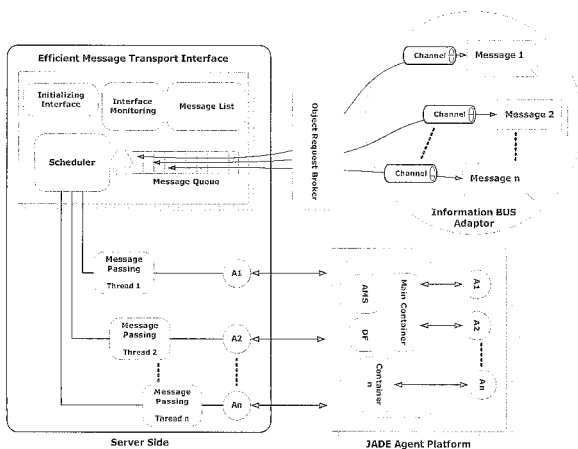 Efficient Message Transport Interface
Initializing
Interface
Interface
Monitoring
Message List
Scheduler
Message Queue
Object Request Broker
Channel
Message 1
Channel
Message 2
Channel
Message n
Information BUS
Adaptor
Message
Passing
Thread 1
A1
Message
Passing
Thread 2
A2
Message
Passing
Thread n
An
AMS
DF
Main Container
Container
n
A1
A2
An
Server Side
JADE Agent Platform